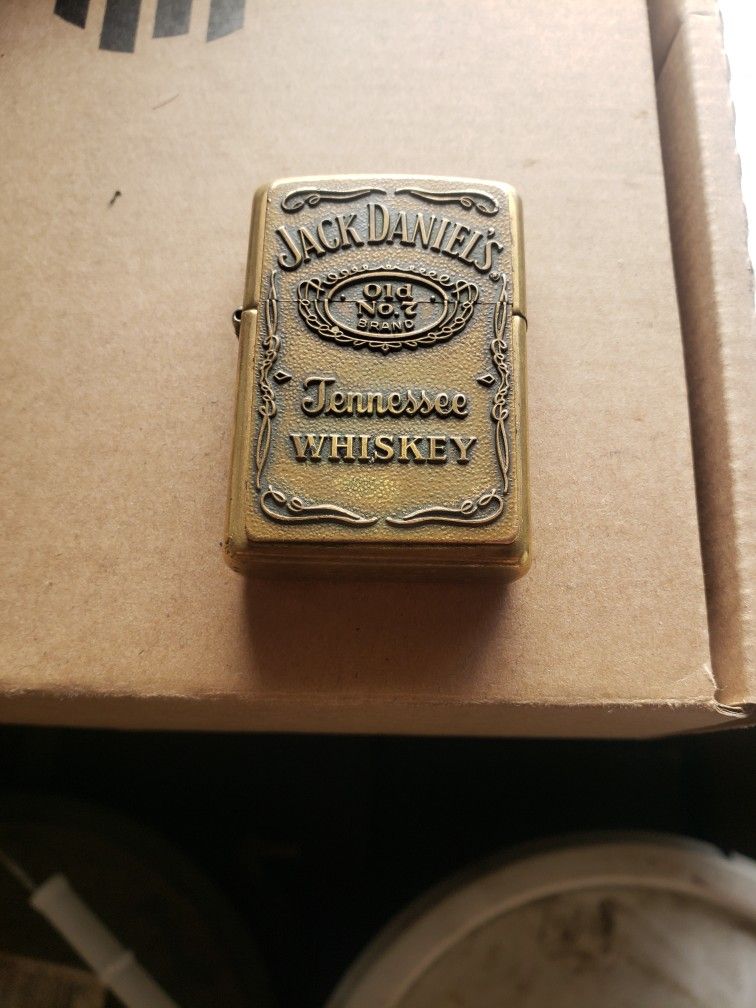 JACK DANIEL'S®
Old
No. 7
BRAND
Tennessee
WHISKEY